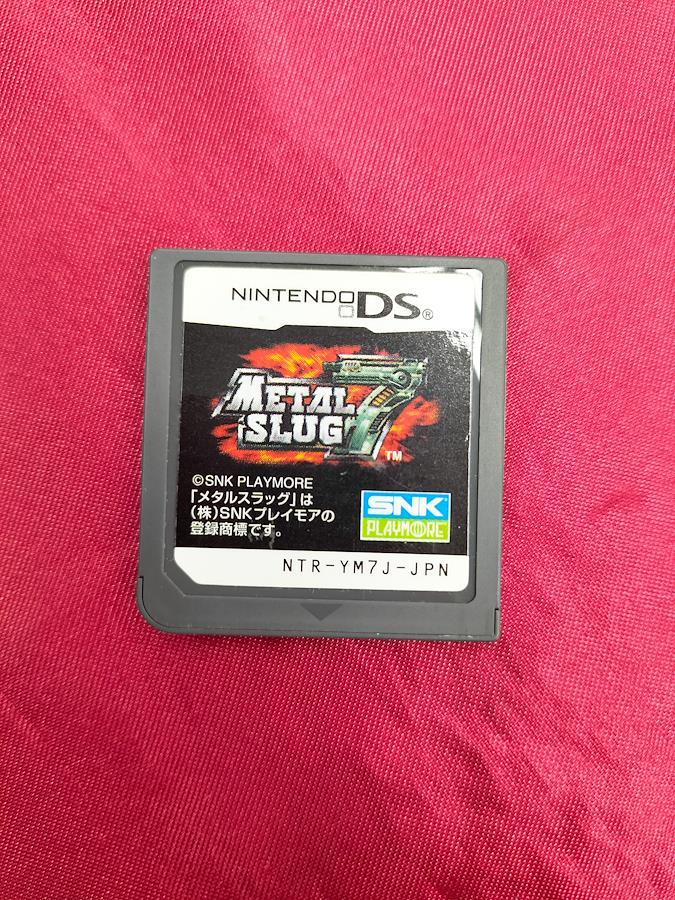 NINTENDO DS®
METAL
SLUG 7
TM
©SNK PLAYMORE
「メタルスラッグ」は
(株)SNKプレイモアの
登録商標です。
SNK
PLAYMORE
NTR-YM7J-JPN